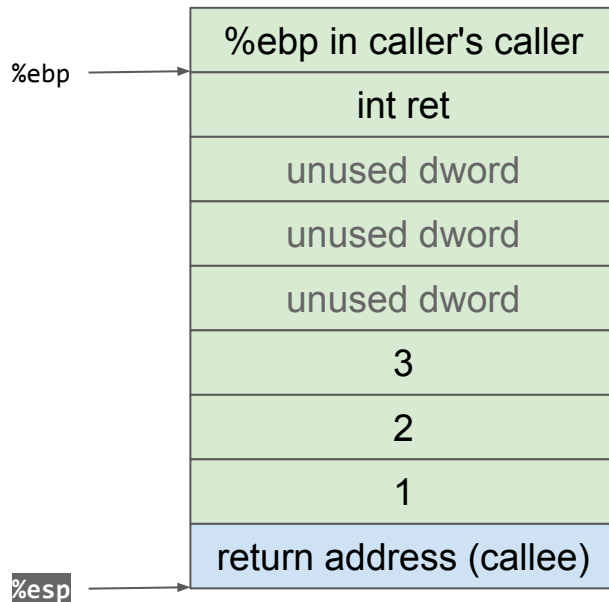 %ebp in caller's caller
%ebp
int ret
unused dword
unused dword
unused dword
3
2
1
return address (callee)
%esp